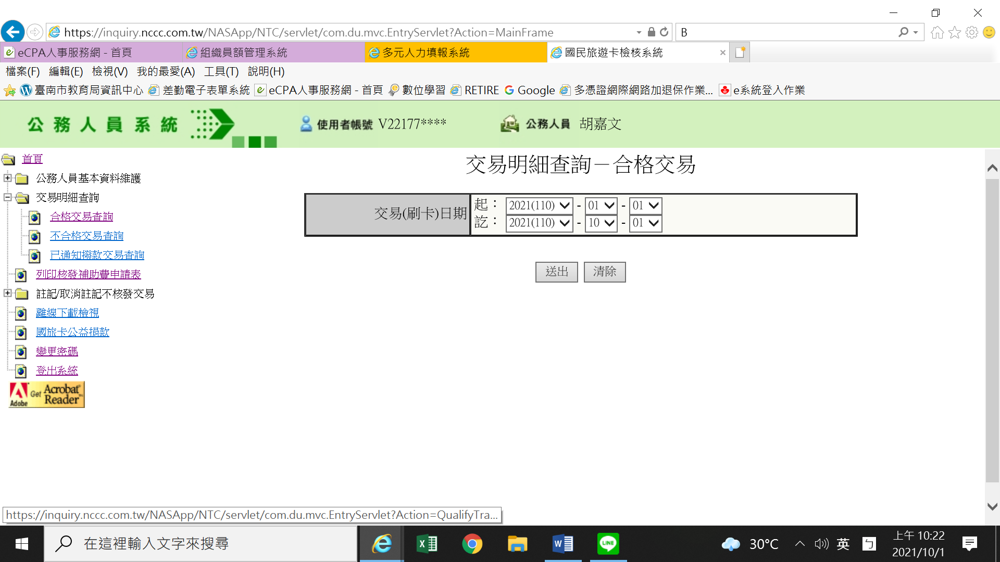 https://inquiry.nccc.com.tw/NASApp/NTC/servlet/com.du.mvc.EntryServlet?Action=MainFrame
B
eCPA人事服務網 - 首頁
組織員額管理系統
多元人力填報系統
國民旅遊卡檢核系統
檔案(F) 編輯(E) 檢視(V) 我的最愛(A) 工具(T) 說明(H)
臺南市教育局資訊中心 差勤電子表單系統 eCPA人事服務網 - 首頁 數位學習 RETIRE Google 多憑證網際網路加退保作業... e系統登入作業
公務人員系統
使用者帳號 V22177****
公務人員 胡嘉文
首頁
公務人員基本資料維護
交易明細查詢
合格交易查詢
不合格交易查詢
已通知撥款交易查詢
列印核發補助費申請表
註記/取消註記不核發交易
離線下載檢視
國旅卡公益捐款
變更密碼
登出系統
Adobe Get Acrobat Reader
交易明細查詢－合格交易
交易(刷卡)日期
起： 2021(110) - 01 - 01
訖： 2021(110) - 10 - 01
送出 清除
https://inquiry.nccc.com.tw/NASApp/NTC/servlet/com.du.mvc.EntryServlet?Action=QualifyTra...
在這裡輸入文字來搜尋
LINE
30°C
英
ㄅ
上午 10:22
2021/10/1